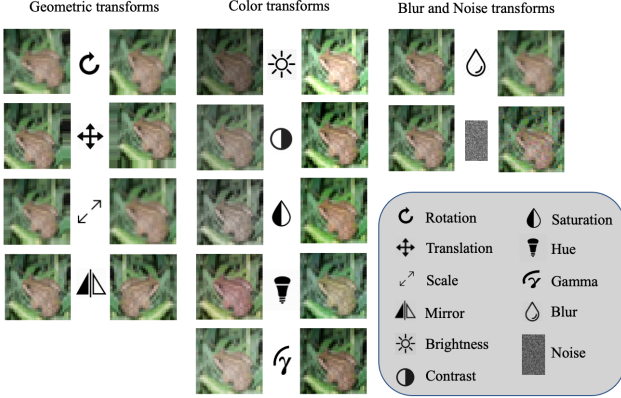 Geometric transforms
Color transforms
Blur and Noise transforms
γ
Rotation
Translation
Scale
Mirror
Brightness
Contrast
Saturation
Hue
γ Gamma
Blur
Noise